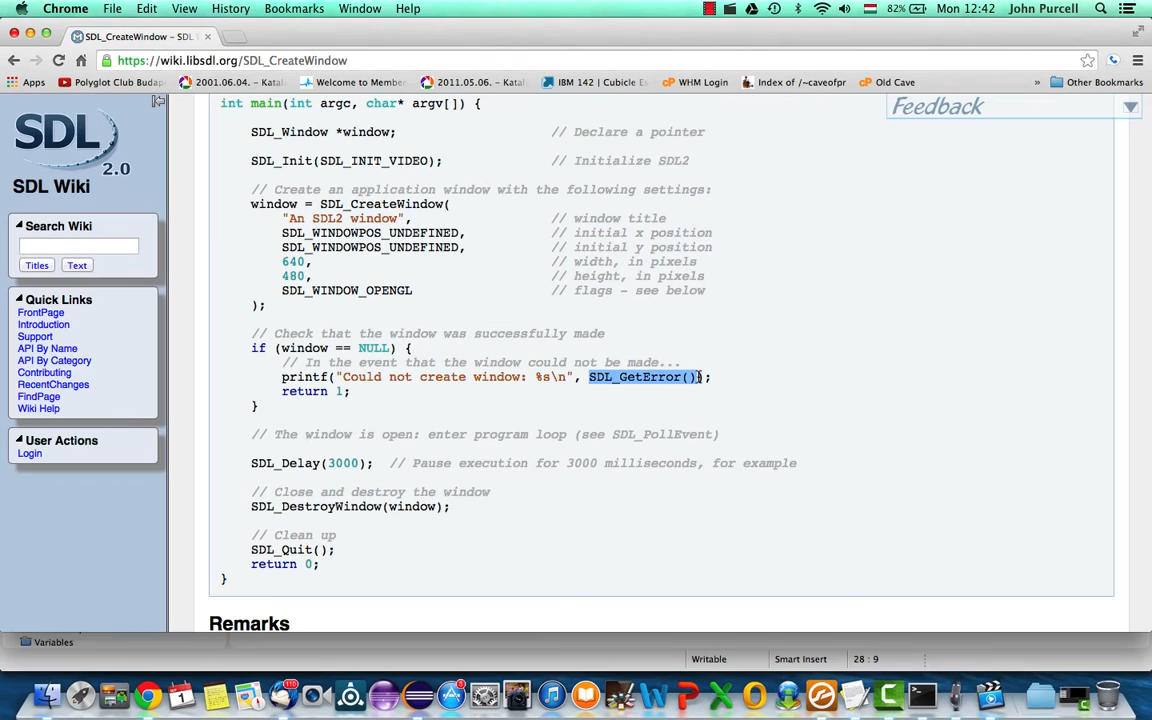 Chrome File Edit View History Bookmarks Window Help 82% Mon 12:42 John Purcell
SDL_CreateWindow – SDL W
https://wiki.libsdl.org/SDL_CreateWindow
Apps Polyglot Club Budap 2001.06.04. - Katali Welcome to Member 2011.05.06. - Katal IBM 142 | Cubicle Es cP WHM Login Index of /~caveofpr cP Old Cave » Other Bookmarks
SDL
2.0
SDL Wiki
Search Wiki
Titles Text
Quick Links
FrontPage
Introduction
Support
API By Name
API By Category
Contributing
RecentChanges
FindPage
Wiki Help
User Actions
Login
Feedback
int main(int argc, char* argv[]) {
SDL_Window *window; // Declare a pointer
SDL_Init(SDL_INIT_VIDEO); // Initialize SDL2
// Create an application window with the following settings:
window = SDL_CreateWindow(
"An SDL2 window", // window title
SDL_WINDOWPOS_UNDEFINED, // initial x position
SDL_WINDOWPOS_UNDEFINED, // initial y position
640, // width, in pixels
480, // height, in pixels
SDL_WINDOW_OPENGL // flags - see below
);
// Check that the window was successfully made
if (window == NULL) {
// In the event that the window could not be made...
printf("Could not create window: %s\n", SDL_GetError());
return 1;
}
// The window is open: enter program loop (see SDL_PollEvent)
SDL_Delay(3000); // Pause execution for 3000 milliseconds, for example
// Close and destroy the window
SDL_DestroyWindow(window);
// Clean up
SDL_Quit();
return 0;
}
Remarks
Variables
Writable Smart Insert 28 : 9